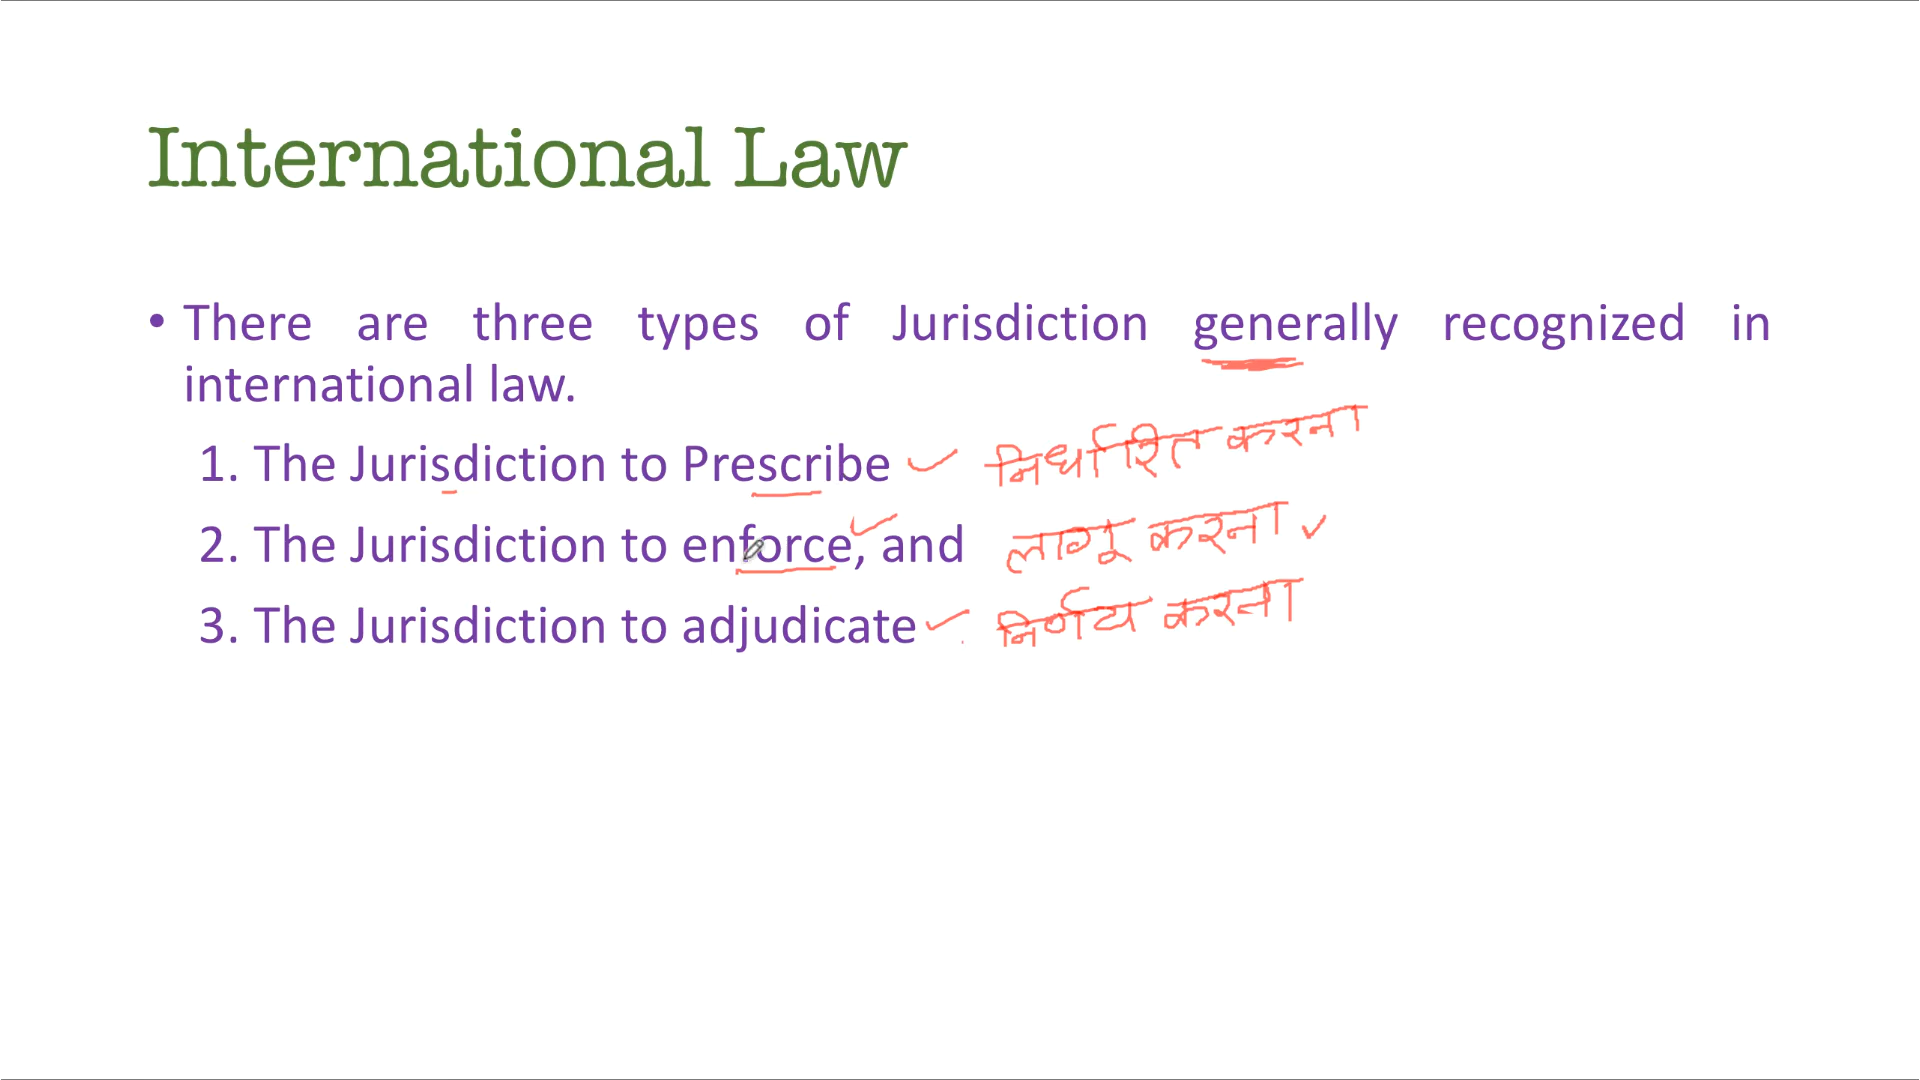 International Law
• There are three types of Jurisdiction generally recognized in
international law.
1. The Jurisdiction to Prescribe ✓ निर्धारित करना
2. The Jurisdiction to enforce, and ✓ लागू करना ✓
3. The Jurisdiction to adjudicate ✓ निर्णय करना